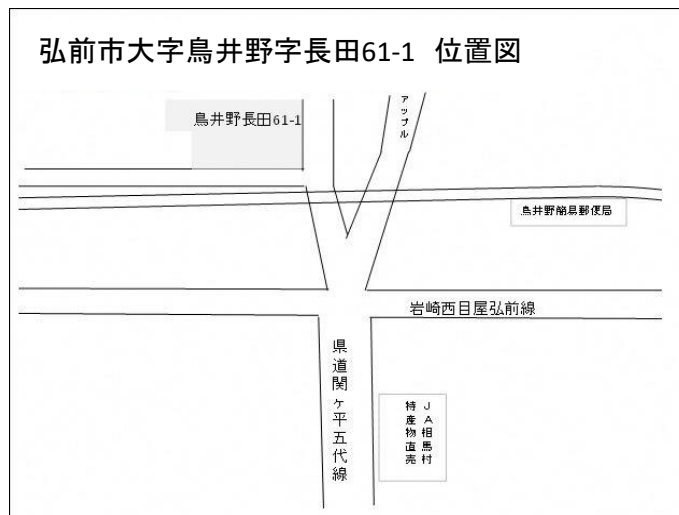 弘前市大字鳥井野字長田61-1 位置図
アップル
鳥井野長田61-1
鳥井野簡易郵便局
岩崎西目屋弘前線
県道関ヶ平五代線
JA相馬村
特産物直売